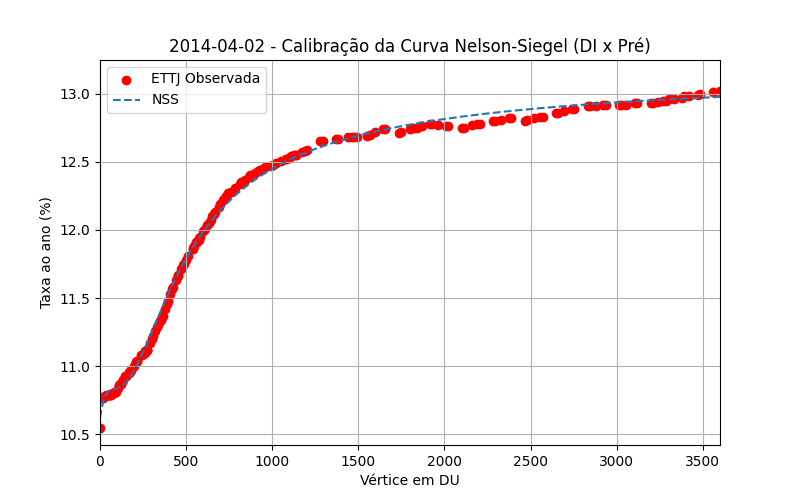 2014-04-02 - Calibração da Curva Nelson-Siegel (DI x Pré)
ETTJ Observada
NSS
Taxa ao ano (%)
13.0
12.5
12.0
11.5
11.0
10.5
0 500 1000 1500 2000 2500 3000 3500
Vértice em DU